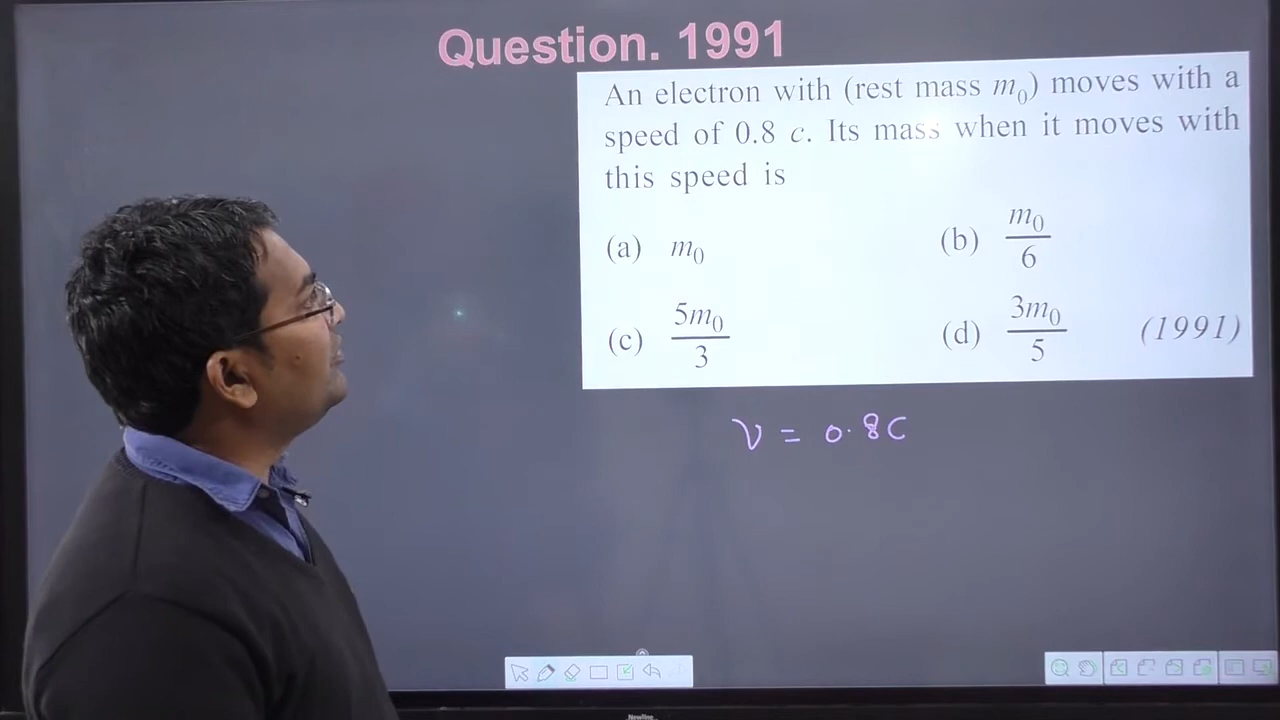 Question. 1991
An electron with (rest mass m₀) moves with a
speed of 0.8 c. Its mass when it moves with
this speed is
(a) m₀ (b) m₀/6
(c) 5m₀/3 (d) 3m₀/5 (1991)
v = 0.8C
Newline